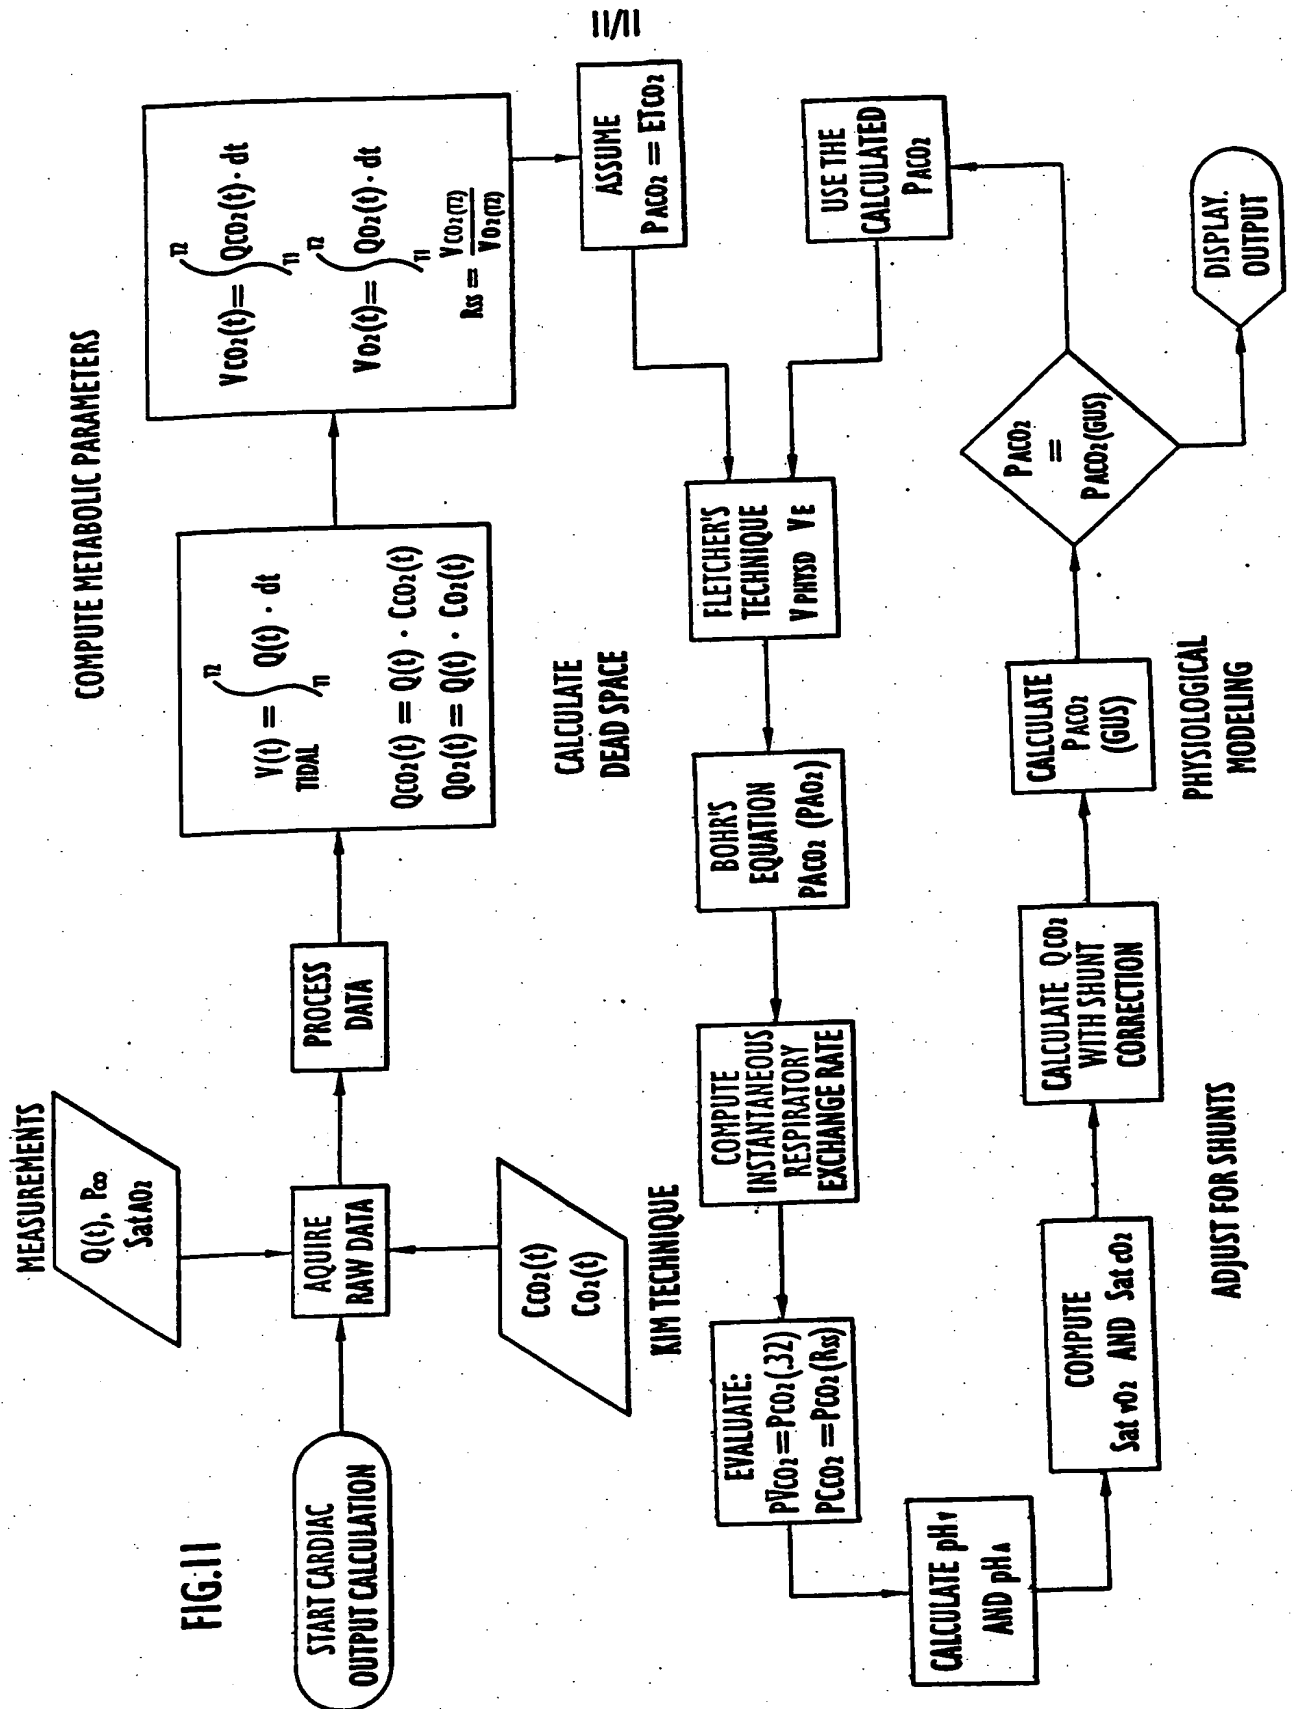 11/11
FIG.11
MEASUREMENTS
Q(t), PCO
SatAO2
START CARDIAC
OUTPUT CALCULATION
AQUIRE
RAW DATA
CCO2(t)
CO2(t)
PROCESS
DATA
COMPUTE METABOLIC PARAMETERS
V(t) = ∫ Q(t) · dt
T2
T1
TIDAL
QCO2(t) = Q(t) · CCO2(t)
QO2(t) = Q(t) · CO2(t)
VCO2(t) = ∫ QCO2(t) · dt
T2
T1
VO2(t) = ∫ QO2(t) · dt
T2
T1
RSS = VCO2(T2)
VO2(T2)
ASSUME
PACO2 = ETCO2
CALCULATE
DEAD SPACE
FLETCHER'S
TECHNIQUE
VPHYSD VE
BOHR'S
EQUATION
PACO2 (PAO2)
COMPUTE
INSTANTANEOUS
RESPIRATORY
EXCHANGE RATE
KIM TECHNIQUE
EVALUATE:
PVCO2=PCO2(.32)
PCCO2=PCO2(RSS)
CALCULATE pHv
AND pHA
COMPUTE
Sat vO2 AND Sat cO2
ADJUST FOR SHUNTS
CALCULATE QCO2
WITH SHUNT
CORRECTION
CALCULATE
PACO2
(GUS)
PHYSIOLOGICAL
MODELING
PACO2
=
PACO2(GUS)
USE THE
CALCULATED
PACO2
DISPLAY.
OUTPUT